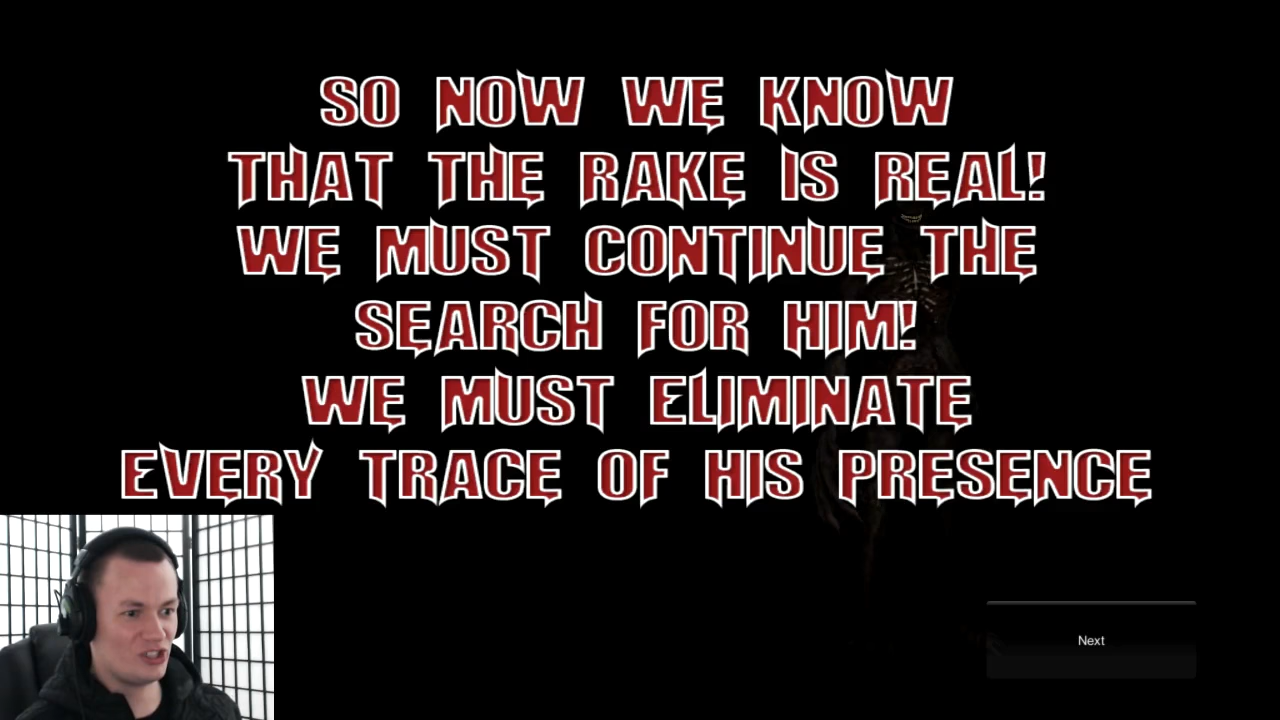 SO NOW WE KNOW
THAT THE RAKE IS REAL!
WE MUST CONTINUE THE
SEARCH FOR HIM!
WE MUST ELIMINATE
EVERY TRACE OF HIS PRESENCE
Next